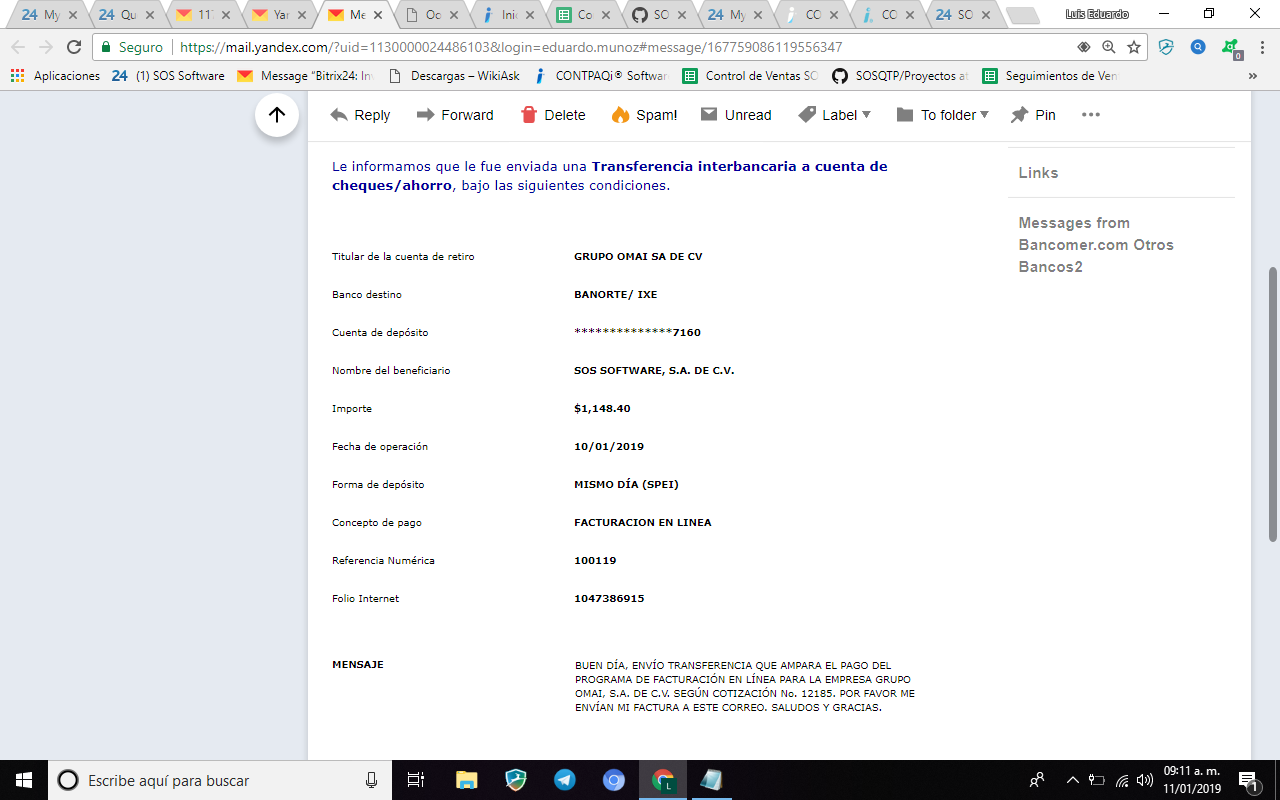 24 My
24 Qu
117
Yar
Me
Oc
Inic
Co
SO
24 My
CO
CO
24 SO
Luis Eduardo
Seguro
https://mail.yandex.com/?uid=1130000024486103&login=eduardo.munoz#message/167759086119556347
0
Aplicaciones
24 (1) SOS Software
Message "Bitrix24: In
Descargas – WikiAsk
CONTPAQi® Softwar
Control de Ventas SO
SOSQTP/Proyectos at
Seguimientos de Ven
»
Reply
Forward
Delete
Spam!
Unread
Label
To folder
Pin
Le informamos que le fue enviada una Transferencia interbancaria a cuenta de
cheques/ahorro, bajo las siguientes condiciones.
Links
Messages from
Bancomer.com Otros
Bancos2
Titular de la cuenta de retiro GRUPO OMAI SA DE CV
Banco destino BANORTE/ IXE
Cuenta de depósito **************7160
Nombre del beneficiario SOS SOFTWARE, S.A. DE C.V.
Importe $1,148.40
Fecha de operación 10/01/2019
Forma de depósito MISMO DÍA (SPEI)
Concepto de pago FACTURACION EN LINEA
Referencia Numérica 100119
Folio Internet 1047386915
MENSAJE BUEN DÍA, ENVÍO TRANSFERENCIA QUE AMPARA EL PAGO DEL
PROGRAMA DE FACTURACIÓN EN LÍNEA PARA LA EMPRESA GRUPO
OMAI, S.A. DE C.V. SEGÚN COTIZACIÓN No. 12185. POR FAVOR ME
ENVÍAN MI FACTURA A ESTE CORREO. SALUDOS Y GRACIAS.
Escribe aquí para buscar
L
09:11 a. m.
11/01/2019
1